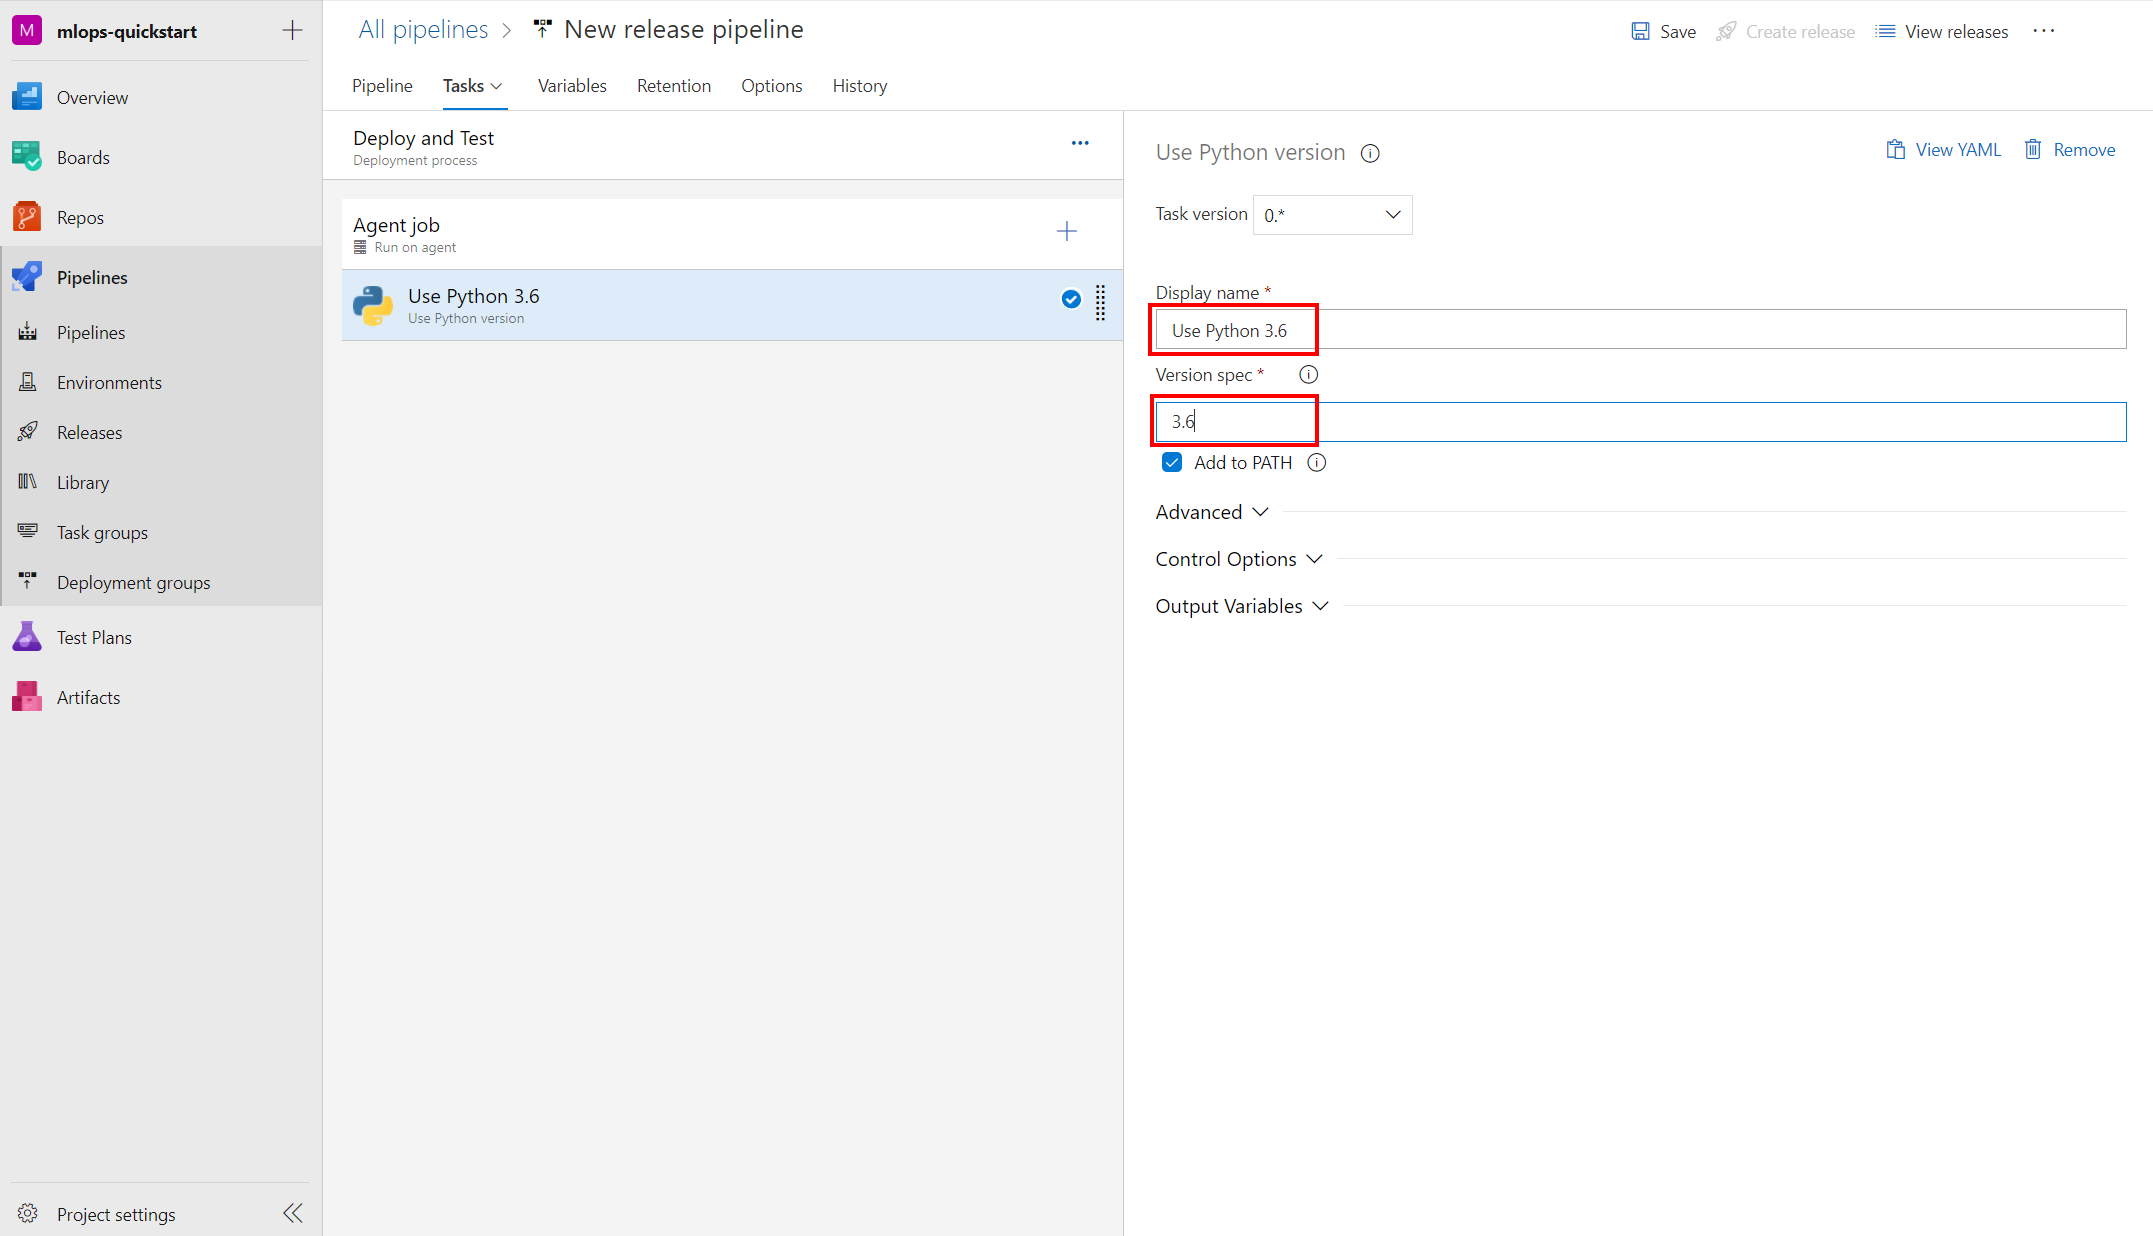 M mlops-quickstart
Overview
Boards
Repos
Pipelines
Pipelines
Environments
Releases
Library
Task groups
Deployment groups
Test Plans
Artifacts
Project settings
All pipelines New release pipeline
Save Create release View releases
Pipeline Tasks Variables Retention Options History
Deploy and Test
Deployment process
Agent job
Run on agent
Use Python 3.6
Use Python version
Use Python version
View YAML Remove
Task version 0.*
Display name *
Use Python 3.6
Version spec *
3.6
Add to PATH
Advanced
Control Options
Output Variables